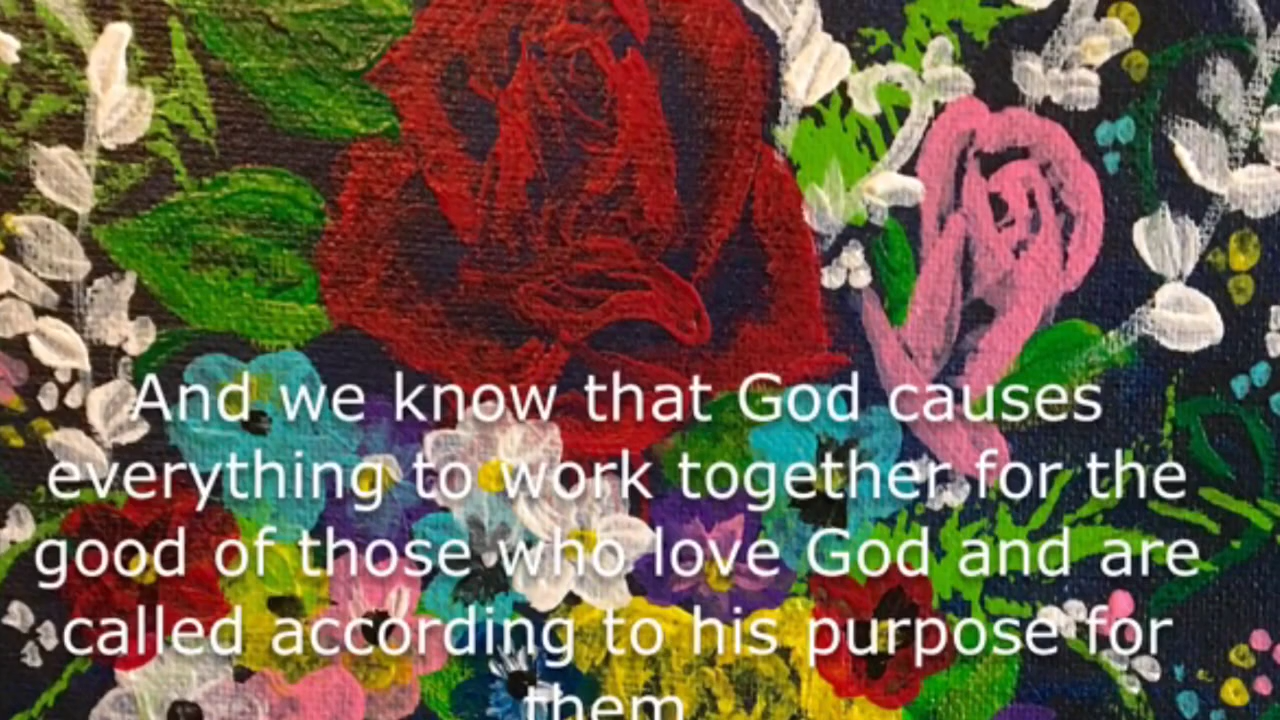 And we know that God causes
everything to work together for the
good of those who love God and are
called according to his purpose for
them